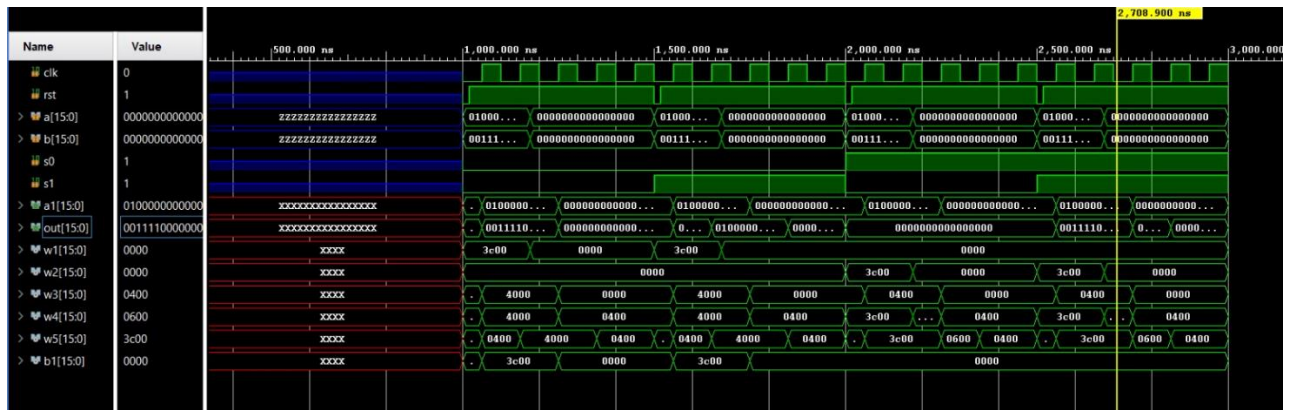 2,708.900 ns
Name Value 500.000 ns 1,000.000 ns 1,500.000 ns 2,000.000 ns 2,500.000 ns 3,000.000
clk 0
rst 1
a[15:0] 0000000000000 zzzzzzzzzzzzzzzz 01000... 0000000000000000 01000... 0000000000000000 01000... 0000000000000000 01000... 0000000000000000
b[15:0] 0000000000000 zzzzzzzzzzzzzzzz 00111... 0000000000000000 00111... 0000000000000000 00111... 0000000000000000 00111... 0000000000000000
s0 1
s1 1
a1[15:0] 0100000000000 xxxxxxxxxxxxxxxx . 0100000... 000000000000... 0100000... 000000000000... 0100000... 000000000000... 0100000... 0000000000...
out[15:0] 0011110000000 xxxxxxxxxxxxxxxx . 0011110... 000000000000... 0... 0100000... 0000... 0000000000000000 0011110... 0... 0000...
w1[15:0] 0000 xxxx 3c00 0000 3c00 0000
w2[15:0] 0000 xxxx 0000 3c00 0000 3c00 0000
w3[15:0] 0400 xxxx . 4000 0000 4000 0000 0400 0000 0400 0000
w4[15:0] 0600 xxxx . 4000 0400 4000 0400 3c00 ... 0400 3c00 ... 0400
w5[15:0] 3c00 xxxx . 0400 4000 0400 . 0400 4000 0400 . 3c00 0600 0400 . 3c00 0600 0400
b1[15:0] 0000 xxxx . 3c00 0000 3c00 0000